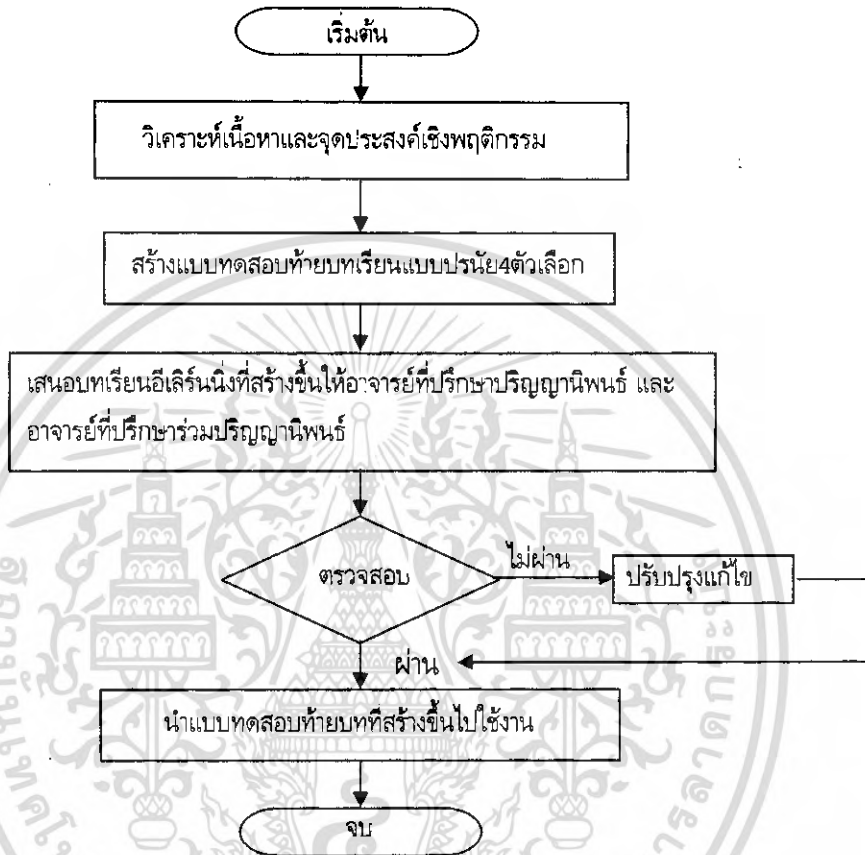 เริ่มต้น
วิเคราะห์เนื้อหาและจุดประสงค์เชิงพฤติกรรม
สร้างแบบทดสอบท้ายบทเรียนแบบปรนัย4ตัวเลือก
เสนอบทเรียนอีเลิร์นนิ่งที่สร้างขึ้นให้อาจารย์ที่ปรึกษาปริญญานิพนธ์ และ
อาจารย์ที่ปรึกษาร่วมปริญญานิพนธ์
ตรวจสอบ
ไม่ผ่าน
ปรับปรุงแก้ไข
ผ่าน
นำแบบทดสอบท้ายบทที่สร้างขึ้นไปใช้งาน
จบ